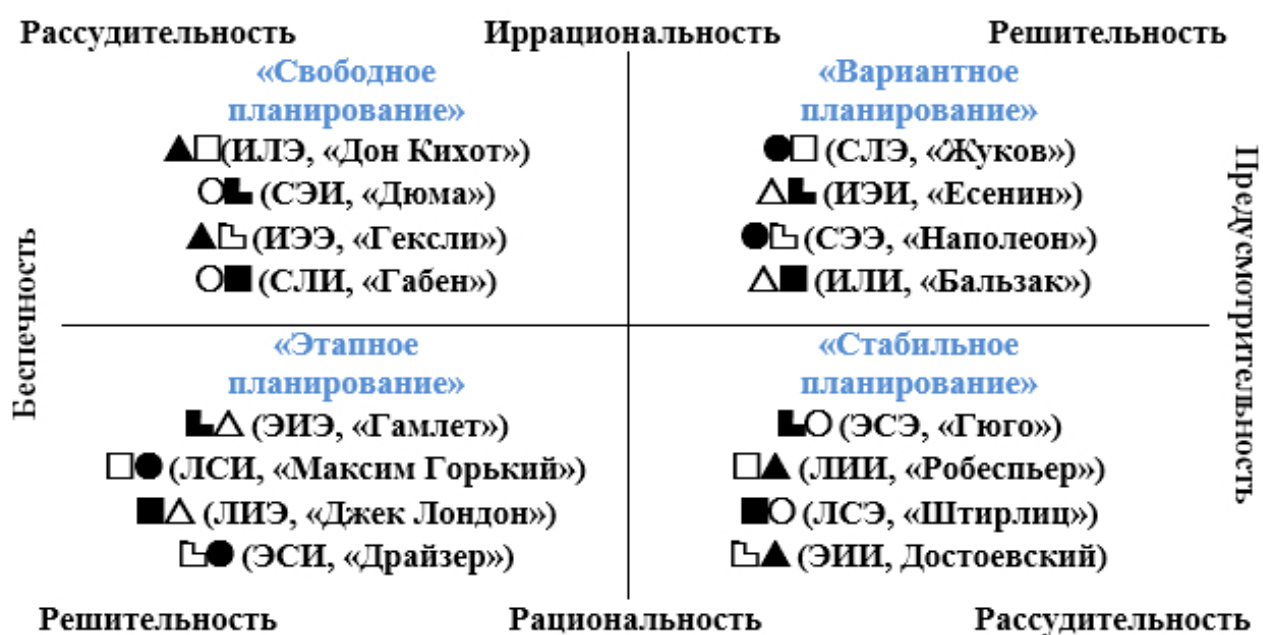 Рассудительность Иррациональность Решительность
«Свободное
планирование»
▲□(ИЛЭ, «Дон Кихот»)
○▙ (СЭИ, «Дюма»)
▲▙ (ИЭЭ, «Гексли»)
○■ (СЛИ, «Габен»)
«Вариантное
планирование»
●□ (СЛЭ, «Жуков»)
△▙ (ИЭИ, «Есенин»)
●▙ (СЭЭ, «Наполеон»)
△■ (ИЛИ, «Бальзак»)
Беспечность
Предусмотрительность
«Этапное
планирование»
▙△ (ЭИЭ, «Гамлет»)
□● (ЛСИ, «Максим Горький»)
■△ (ЛИЭ, «Джек Лондон»)
▙● (ЭСИ, «Драйзер»)
«Стабильное
планирование»
▙○ (ЭСЭ, «Гюго»)
□▲ (ЛИИ, «Робеспьер»)
■○ (ЛСЭ, «Штирлиц»)
▙▲ (ЭИИ, Достоевский)
Решительность Рациональность Рассудительность